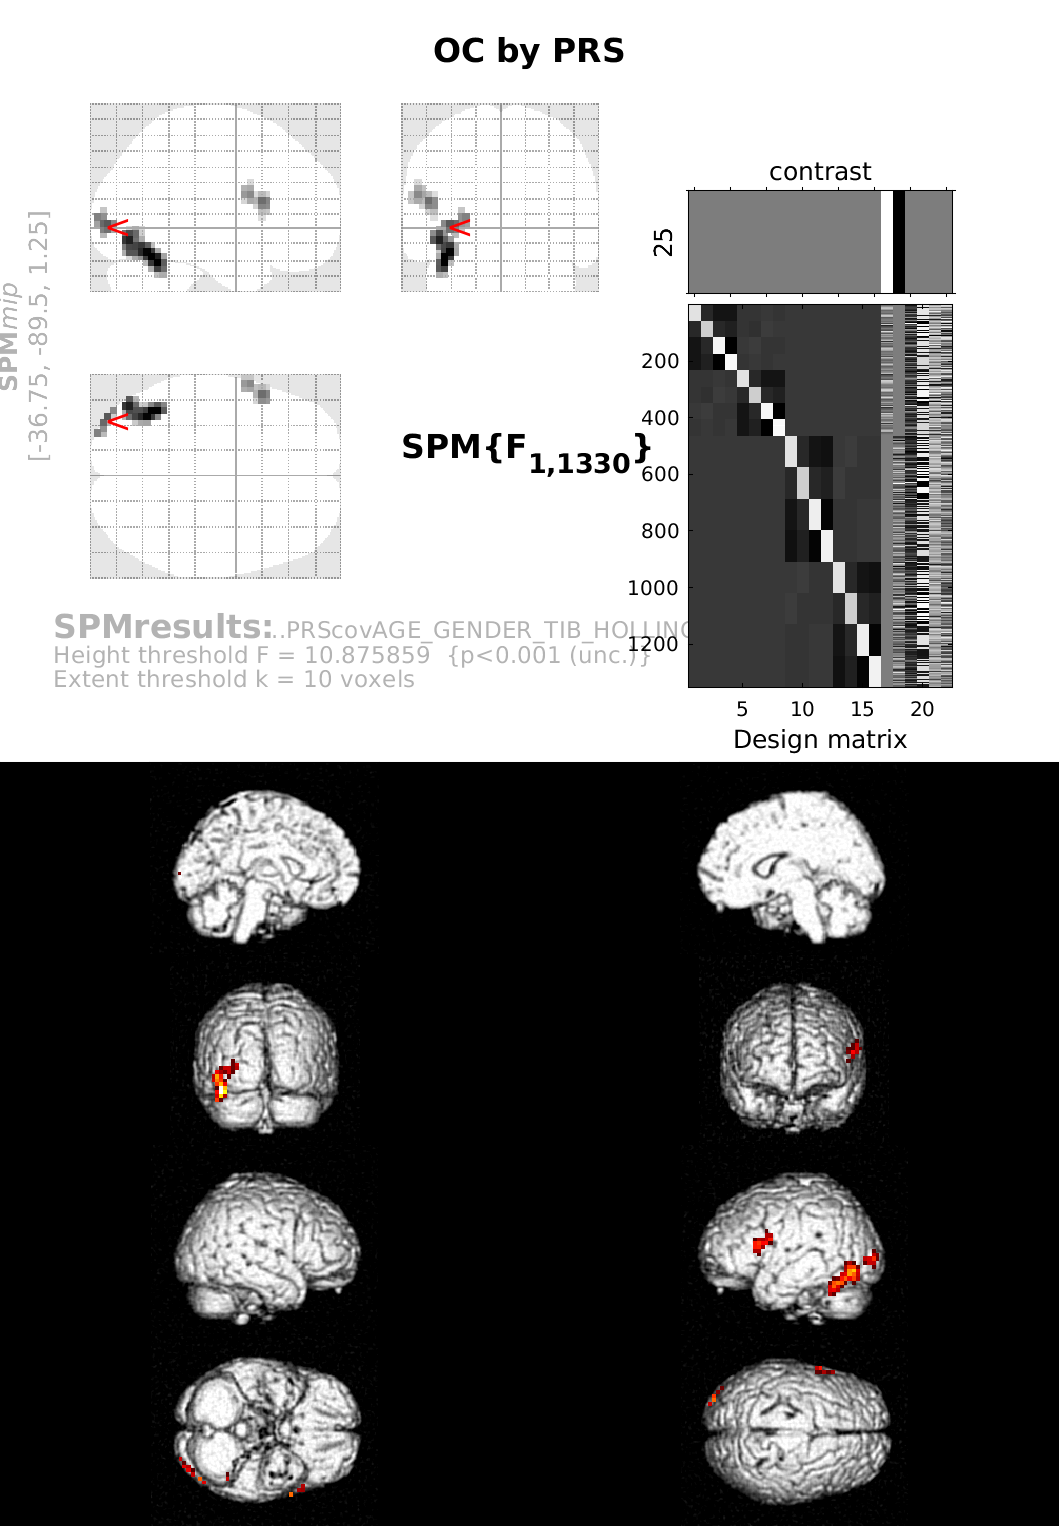 OC by PRS
SPMmip
[-36.75, -89.5, 1.25]
contrast
25
SPM{F1,1330}
200
400
600
800
1000
1200
5 10 15 20
Design matrix
SPMresults:..PRScovAGE_GENDER_TIB_HOLLING
Height threshold F = 10.875859 {p<0.001 (unc.)}
Extent threshold k = 10 voxels